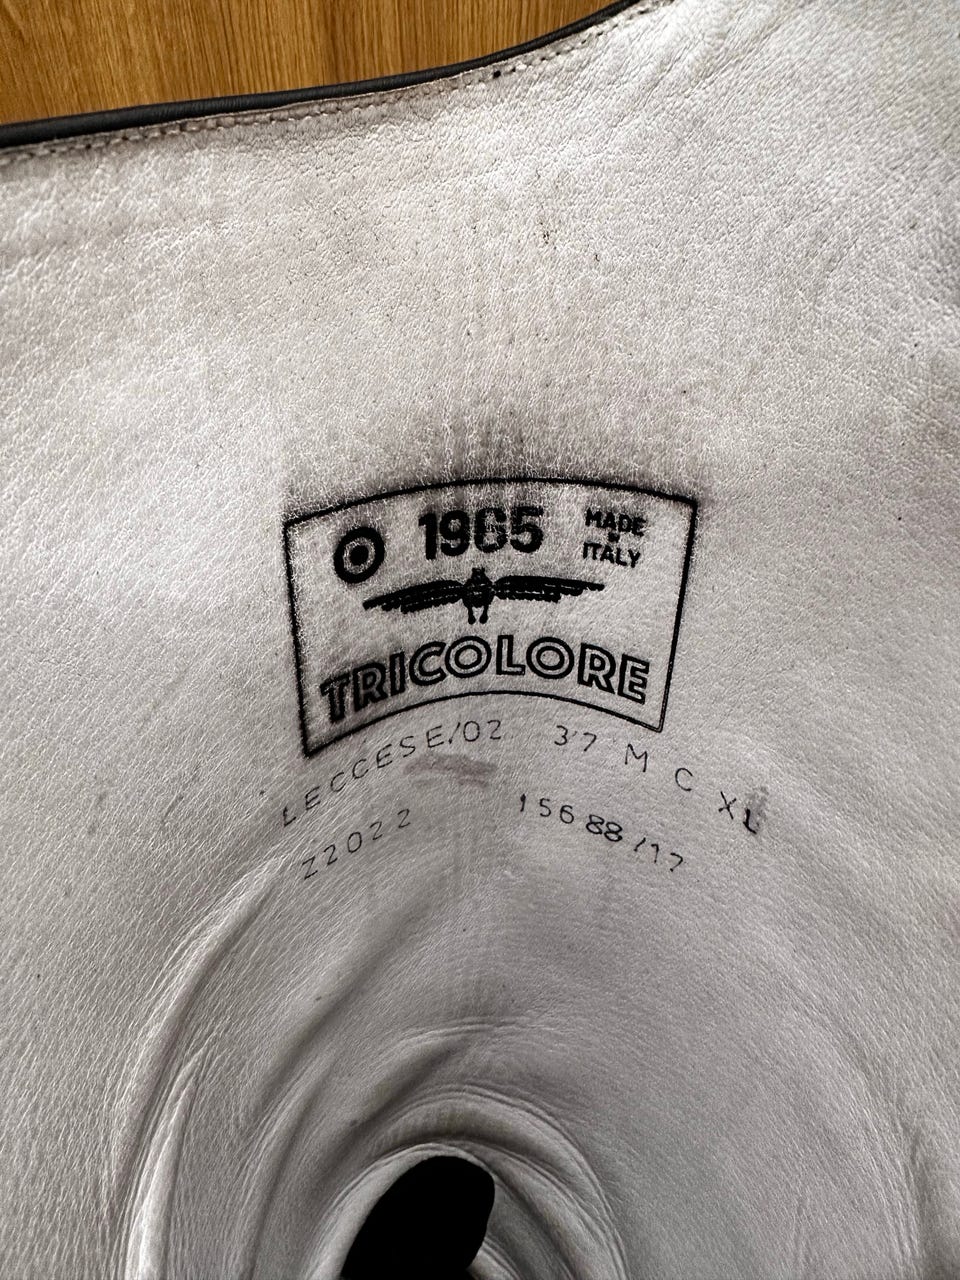 1965 MADE
IN
ITALY
TRICOLORE
LECCESE/02 37 M C XL
Z2022 15688/17